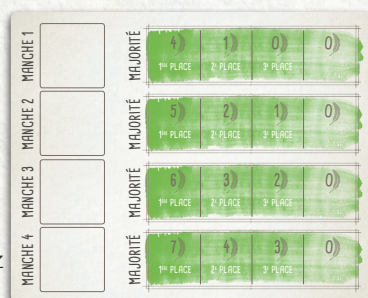 MANCHE 1
MAJORITÉ
4 1 0 0
1ère PLACE 2e PLACE 3e PLACE
MANCHE 2
MAJORITÉ
5 2 1 0
1ère PLACE 2e PLACE 3e PLACE
MANCHE 3
MAJORITÉ
6 3 2 0
1ère PLACE 2e PLACE 3e PLACE
MANCHE 4
MAJORITÉ
7 4 3 0
1ère PLACE 2e PLACE 3e PLACE